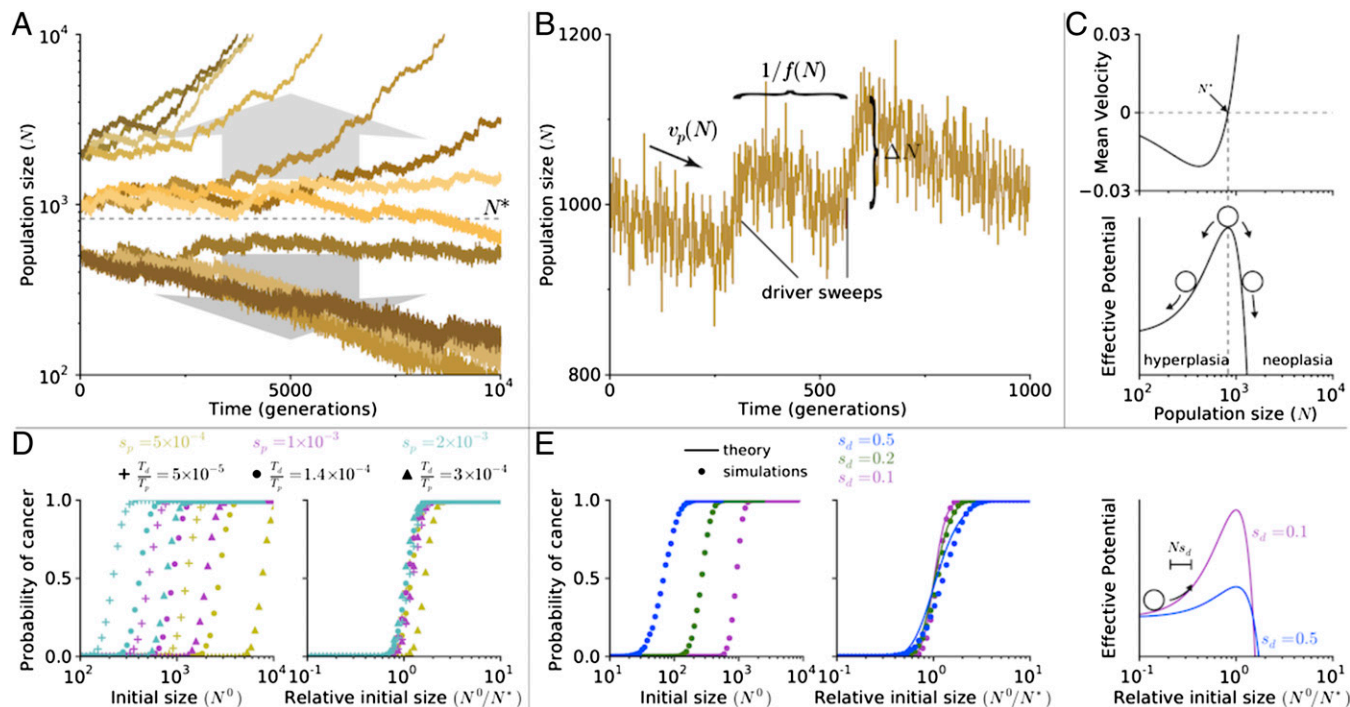 A
10^4
10^3
10^2
Population size (N)
N*
0
5000
10^4
Time (generations)
B
1200
1000
800
Population size (N)
v_p(N)
1/f(N)
ΔN
driver sweeps
0
250
500
750
1000
Time (generations)
C
0.03
0
−0.03
Mean Velocity
N*
Effective Potential
hyperplasia
neoplasia
10^2
10^3
10^4
Population size (N)
D
s_p = 5×10^-4
s_p = 1×10^-3
s_p = 2×10^-3
+ T_d/T_p = 5×10^-5
● T_d/T_p = 1.4×10^-4
▲ T_d/T_p = 3×10^-4
1.0
0.5
0.0
Probability of cancer
10^2
10^3
10^4
Initial size (N^0)
10^-1
10^0
10^1
Relative initial size (N^0/N*)
E
theory
simulations
s_d = 0.5
s_d = 0.2
s_d = 0.1
1.0
0.5
0.0
Probability of cancer
10^1
10^2
10^3
10^4
Initial size (N^0)
10^-1
10^0
10^1
Relative initial size (N^0/N*)
Effective Potential
Ns_d
s_d = 0.1
s_d = 0.5
10^-1
10^0
10^1
Relative initial size (N^0/N*)